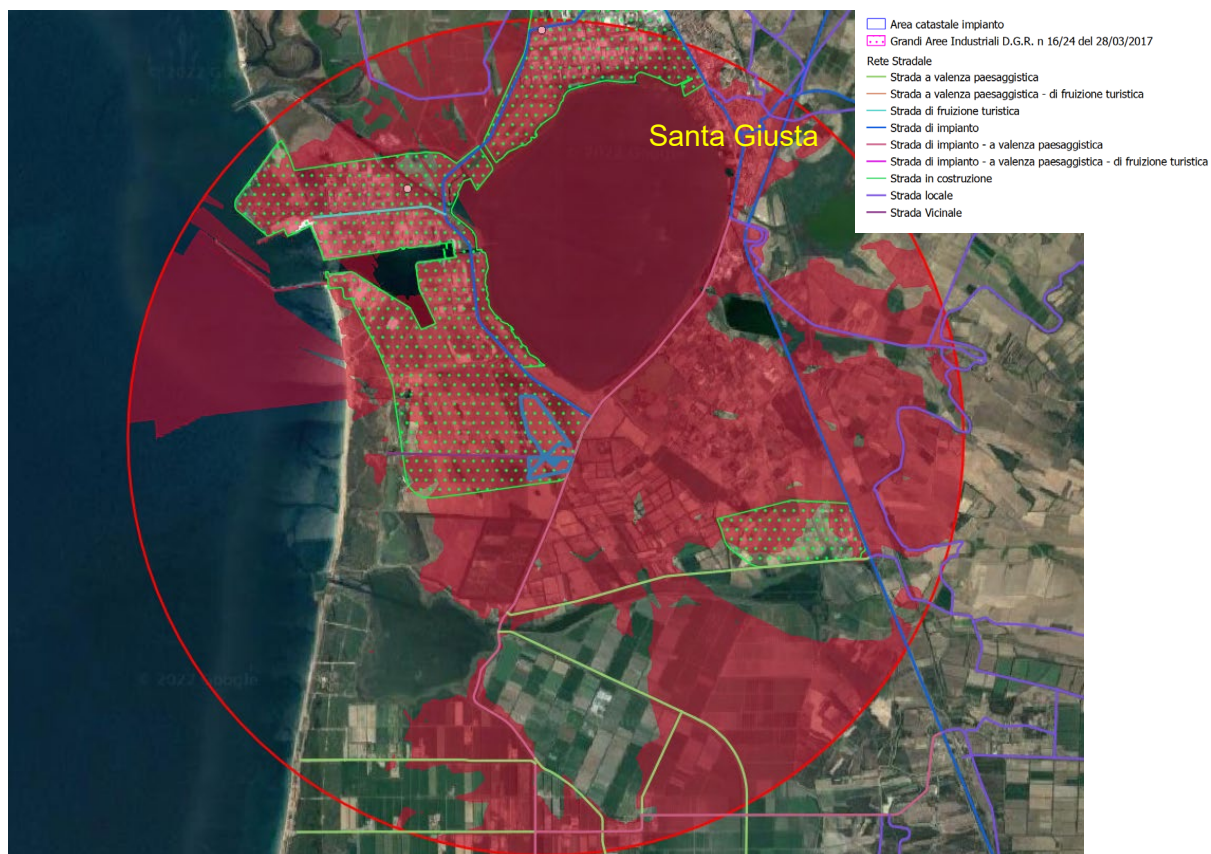 Area catastale impianto
Grandi Aree Industriali D.G.R. n 16/24 del 28/03/2017
Rete Stradale
Strada a valenza paesaggistica
Strada a valenza paesaggistica - di fruizione turistica
Strada di fruizione turistica
Strada di impianto
Strada di impianto - a valenza paesaggistica
Strada di impianto - a valenza paesaggistica - di fruizione turistica
Strada in costruzione
Strada locale
Strada Vicinale
Santa Giusta
© 2022 Google